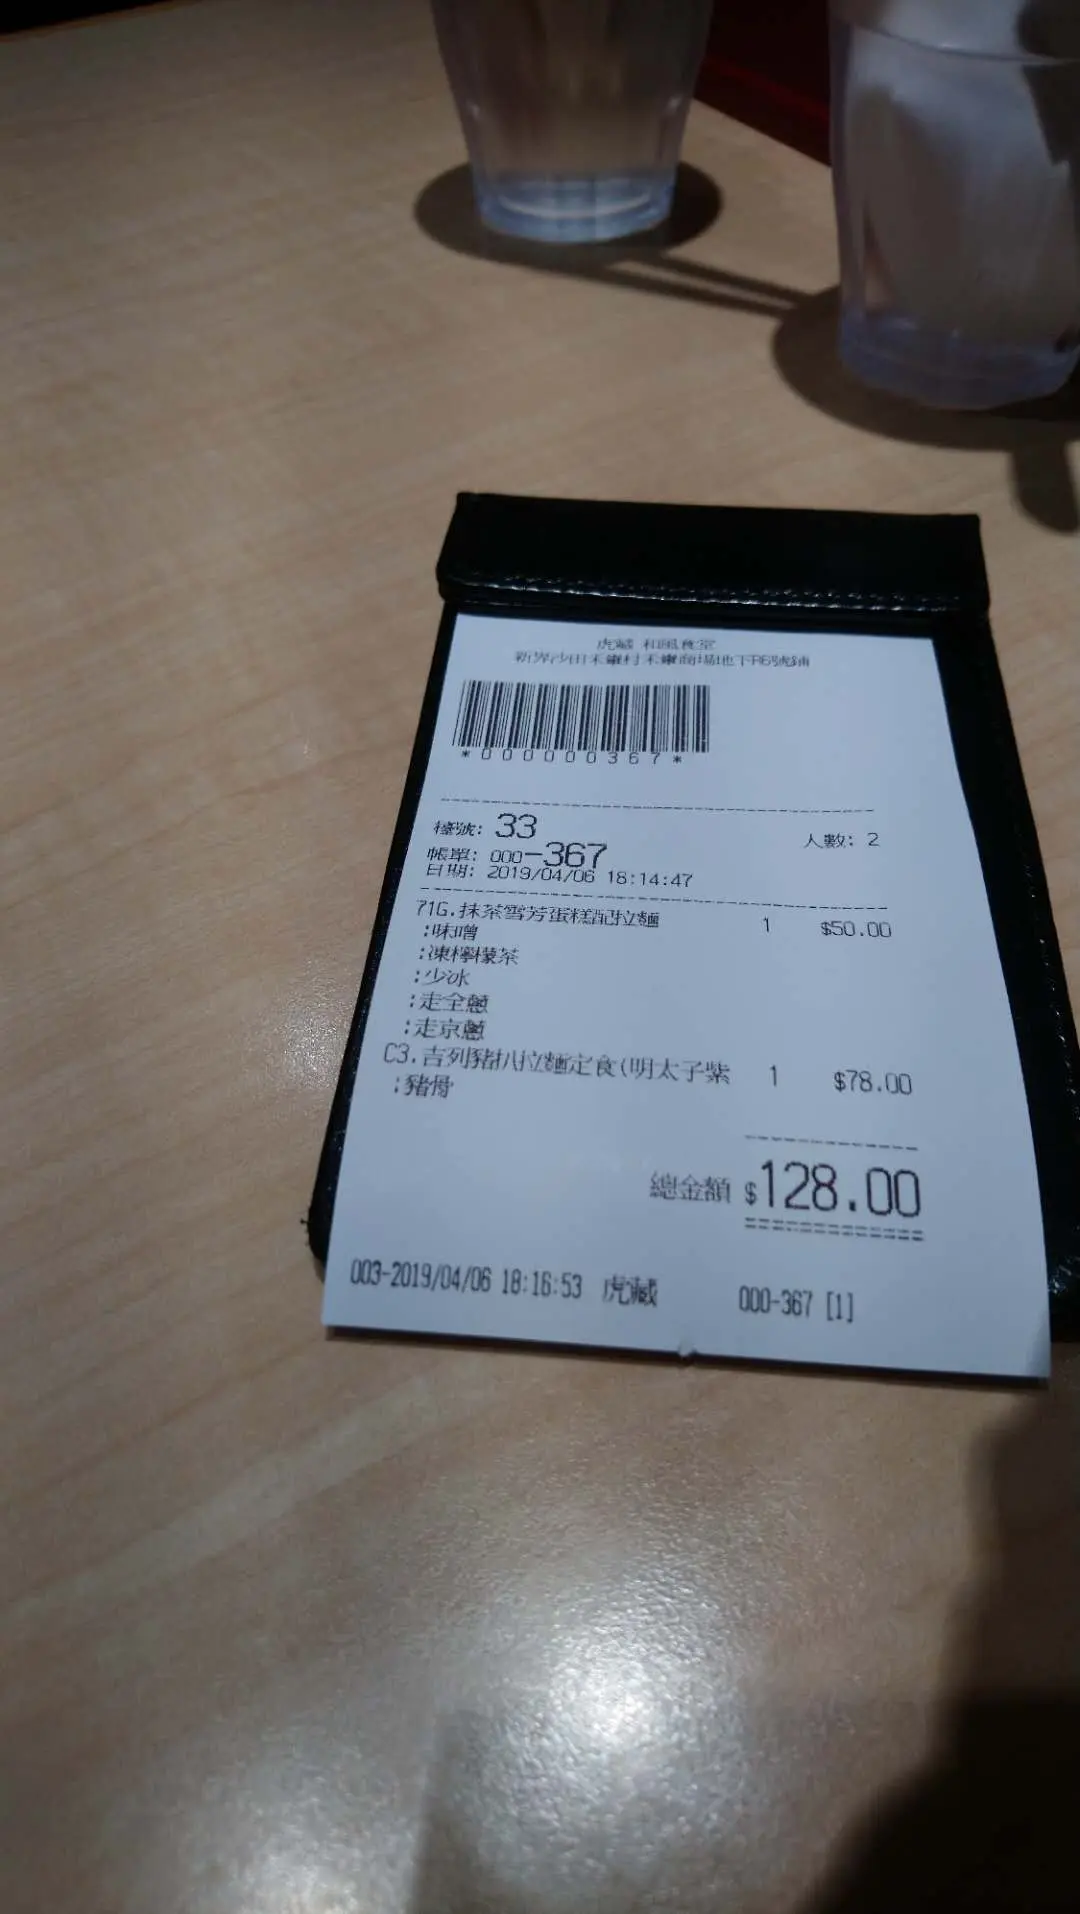 虎藏 和風食室
新界沙田禾輋村禾輋商場地下R6號鋪
*000000367*
檯號: 33 人數: 2
帳單: 000-367
日期: 2019/04/06 18:14:47
71G.抹茶雪芳蛋糕配拉麵 1 $50.00
:味噌
:凍檸檬茶
:少冰
:走全蔥
:走京蔥
C3.吉列豬扒拉麵定食(明太子紫 1 $78.00
:豬骨
總金額 $128.00
003-2019/04/06 18:16:53 虎藏 000-367 [1]